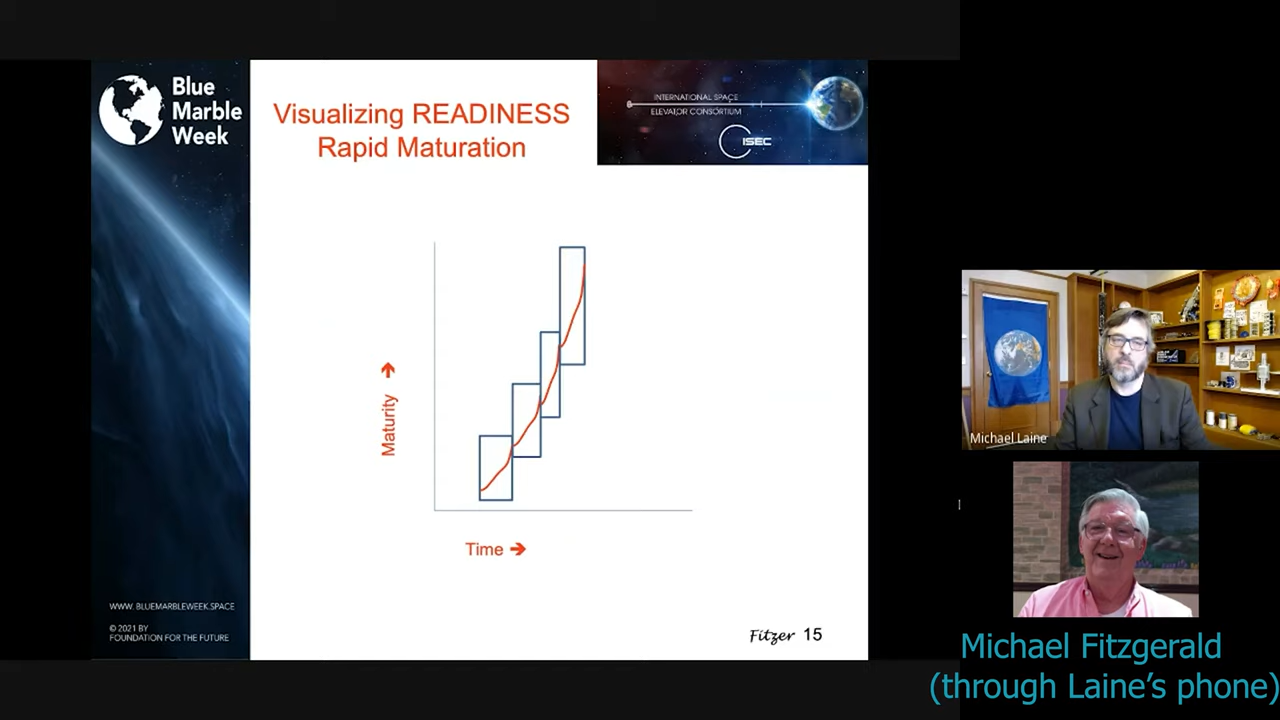 Blue
Marble
Week
Visualizing READINESS
Rapid Maturation
INTERNATIONAL SPACE
ELEVATOR CONSORTIUM
ISEC
Maturity →
Time →
WWW.BLUEMARBLEWEEK.SPACE
© 2021 BY
FOUNDATION FOR THE FUTURE
Fitzer 15
Michael Laine
Michael Fitzgerald
(through Laine's phone)